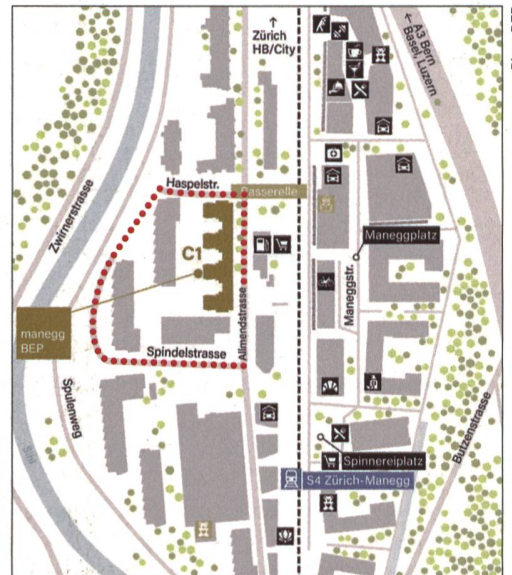 ↑
Zürich
HB/City
← A3 Bern
Basel, Luzern
Zwirnerstrasse
Haspelstr.
Passerelle
Maneggplatz
C1
Maneggstr.
Allmendstrasse
manegg
BEP
Spindelstrasse
Spulenweg
Butzenstrasse
Spinnereiplatz
S4 Zürich-Manegg
Sihl